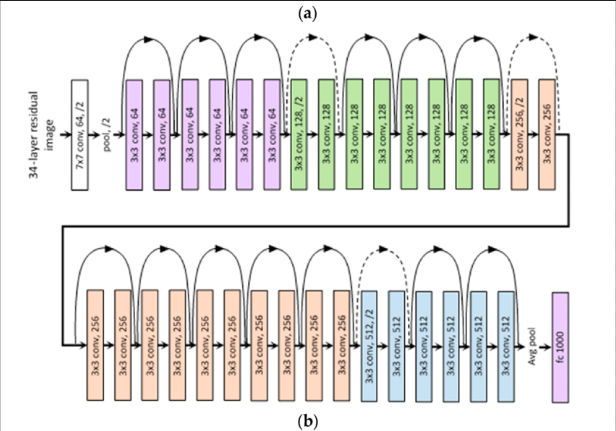 (a)
34-layer residual
image
7x7 conv, 64, /2
pool, /2
3x3 conv, 64
3x3 conv, 64
3x3 conv, 64
3x3 conv, 64
3x3 conv, 64
3x3 conv, 64
3x3 conv, 128, /2
3x3 conv, 128
3x3 conv, 128
3x3 conv, 128
3x3 conv, 128
3x3 conv, 128
3x3 conv, 128
3x3 conv, 128
3x3 conv, 256, /2
3x3 conv, 256
3x3 conv, 256
3x3 conv, 256
3x3 conv, 256
3x3 conv, 256
3x3 conv, 256
3x3 conv, 256
3x3 conv, 256
3x3 conv, 256
3x3 conv, 256
3x3 conv, 256
3x3 conv, 512, /2
3x3 conv, 512
3x3 conv, 512
3x3 conv, 512
3x3 conv, 512
3x3 conv, 512
Avg pool
fc 1000
(b)